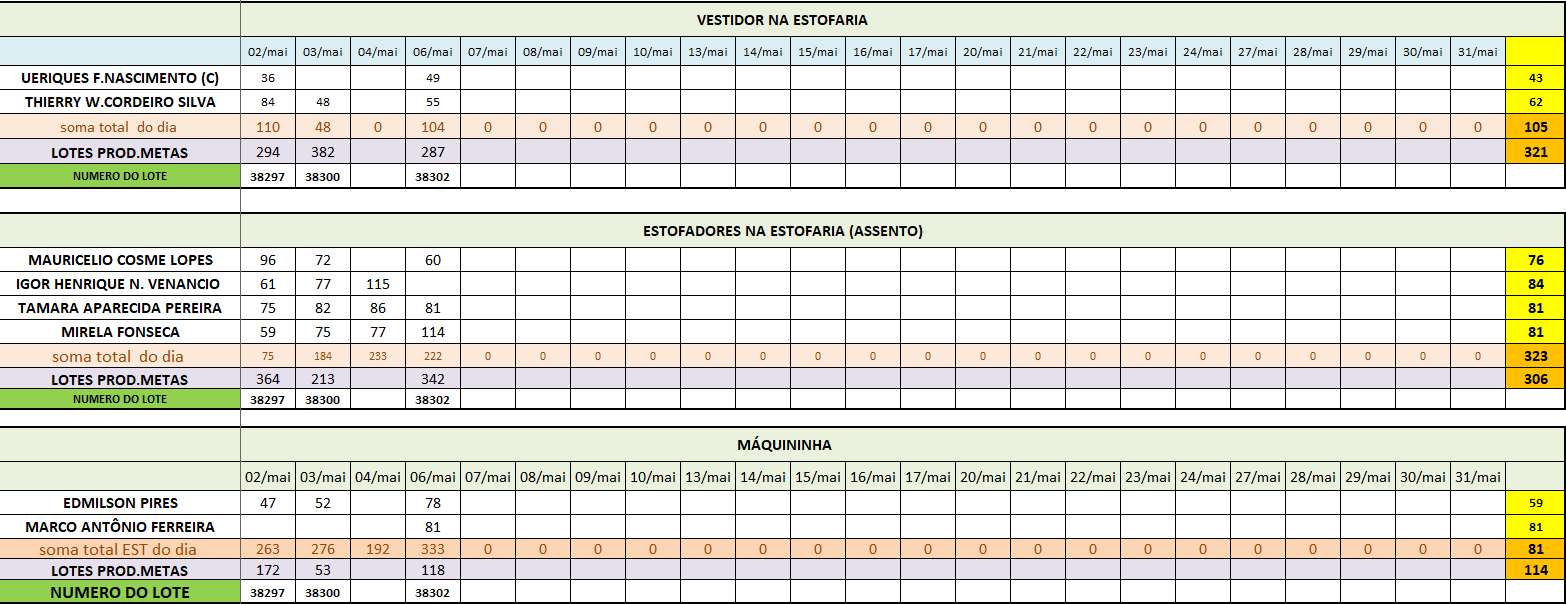 VESTIDOR NA ESTOFARIA
02/mai 03/mai 04/mai 06/mai 07/mai 08/mai 09/mai 10/mai 13/mai 14/mai 15/mai 16/mai 17/mai 20/mai 21/mai 22/mai 23/mai 24/mai 27/mai 28/mai 29/mai 30/mai 31/mai
UERIQUES F.NASCIMENTO (C) 36 49 43
THIERRY W.CORDEIRO SILVA 84 48 55 62
soma total do dia 110 48 0 104 0 0 0 0 0 0 0 0 0 0 0 0 0 0 0 0 0 0 0 105
LOTES PROD.METAS 294 382 287 321
NUMERO DO LOTE 38297 38300 38302
ESTOFADORES NA ESTOFARIA (ASSENTO)
MAURICELIO COSME LOPES 96 72 60 76
IGOR HENRIQUE N. VENANCIO 61 77 115 84
TAMARA APARECIDA PEREIRA 75 82 86 81 81
MIRELA FONSECA 59 75 77 114 81
soma total do dia 75 184 233 222 0 0 0 0 0 0 0 0 0 0 0 0 0 0 0 0 0 0 0 323
LOTES PROD.METAS 364 213 342 306
NUMERO DO LOTE 38297 38300 38302
MÁQUININHA
02/mai 03/mai 04/mai 06/mai 07/mai 08/mai 09/mai 10/mai 13/mai 14/mai 15/mai 16/mai 17/mai 20/mai 21/mai 22/mai 23/mai 24/mai 27/mai 28/mai 29/mai 30/mai 31/mai
EDMILSON PIRES 47 52 78 59
MARCO ANTÔNIO FERREIRA 81 81
soma total EST do dia 263 276 192 333 0 0 0 0 0 0 0 0 0 0 0 0 0 0 0 0 0 0 0 81
LOTES PROD.METAS 172 53 118 114
NUMERO DO LOTE 38297 38300 38302